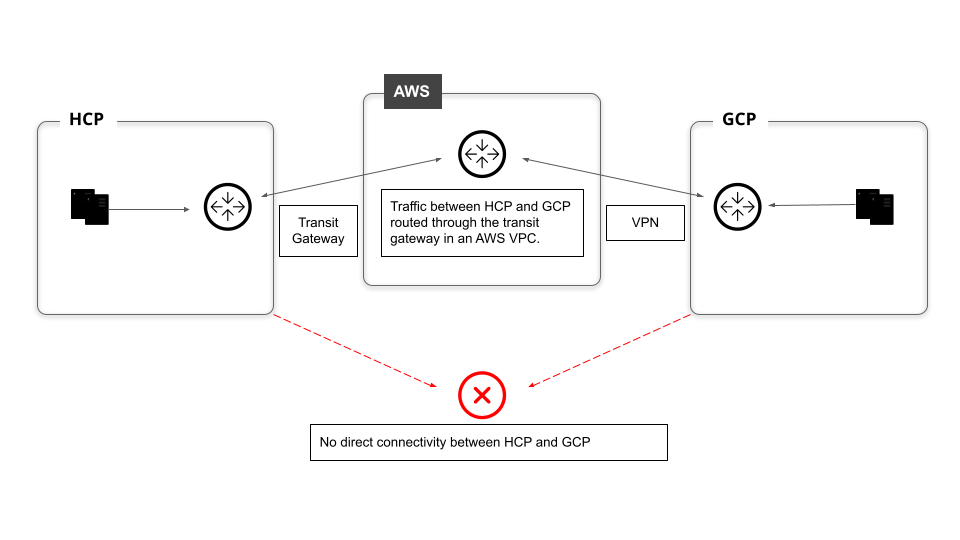 AWS
HCP
GCP
Traffic between HCP and GCP
routed through the transit
gateway in an AWS VPC.
Transit
Gateway
VPN
No direct connectivity between HCP and GCP